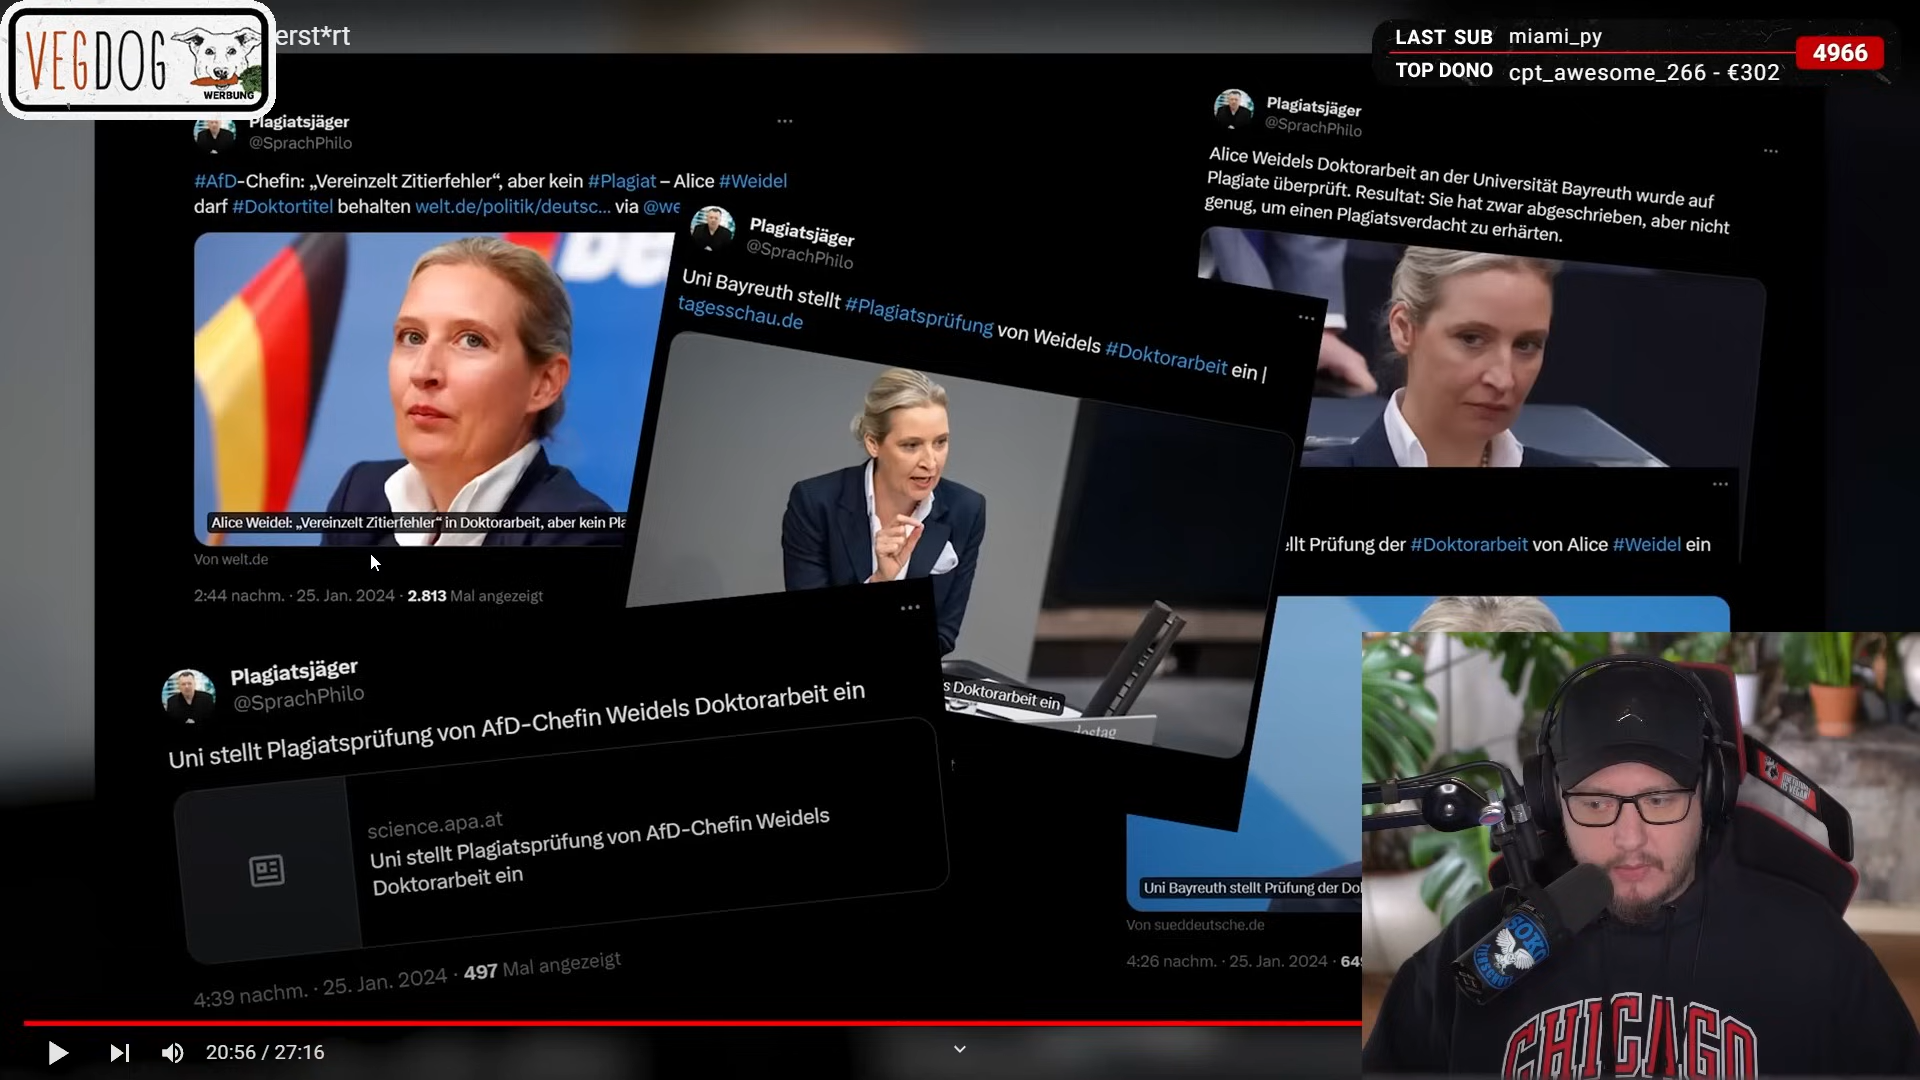 VEGDOG
WERBUNG
erst*rt
LAST SUB miami_py
TOP DONO cpt_awesome_266 - €302
4966
Plagiatsjäger
@SprachPhilo
#AfD-Chefin: „Vereinzelt Zitierfehler“, aber kein #Plagiat – Alice #Weidel
darf #Doktortitel behalten welt.de/politik/deutsc... via @we
Alice Weidel: „Vereinzelt Zitierfehler“ in Doktorarbeit, aber kein Pla
Von welt.de
2:44 nachm. · 25. Jan. 2024 · 2.813 Mal angezeigt
Plagiatsjäger
@SprachPhilo
Uni Bayreuth stellt #Plagiatsprüfung von Weidels #Doktorarbeit ein |
tagesschau.de
s Doktorarbeit ein
Plagiatsjäger
@SprachPhilo
Alice Weidels Doktorarbeit an der Universität Bayreuth wurde auf
Plagiate überprüft. Resultat: Sie hat zwar abgeschrieben, aber nicht
genug, um einen Plagiatsverdacht zu erhärten.
ellt Prüfung der #Doktorarbeit von Alice #Weidel ein
Uni Bayreuth stellt Prüfung der Do
Von sueddeutsche.de
4:26 nachm. · 25. Jan. 2024 · 64
Plagiatsjäger
@SprachPhilo
Uni stellt Plagiatsprüfung von AfD-Chefin Weidels Doktorarbeit ein
science.apa.at
Uni stellt Plagiatsprüfung von AfD-Chefin Weidels
Doktorarbeit ein
4:39 nachm. · 25. Jan. 2024 · 497 Mal angezeigt
20:56 / 27:16
SOKO
TIERSCHUTZ
CHICAGO